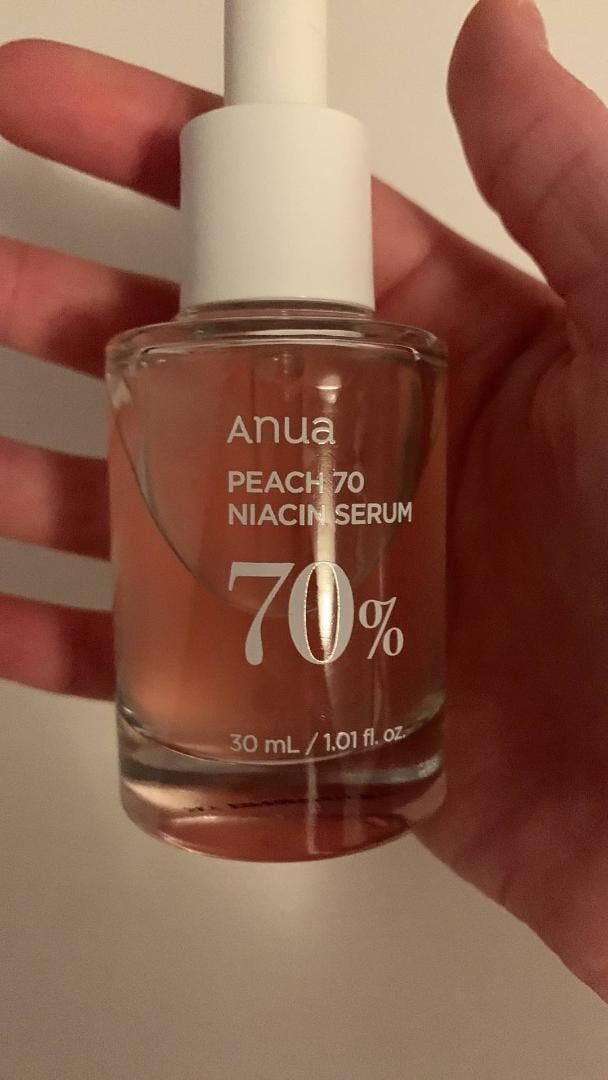 Anua
PEACH 70
NIACIN SERUM
70%
30 mL / 1.01 fl. oz.